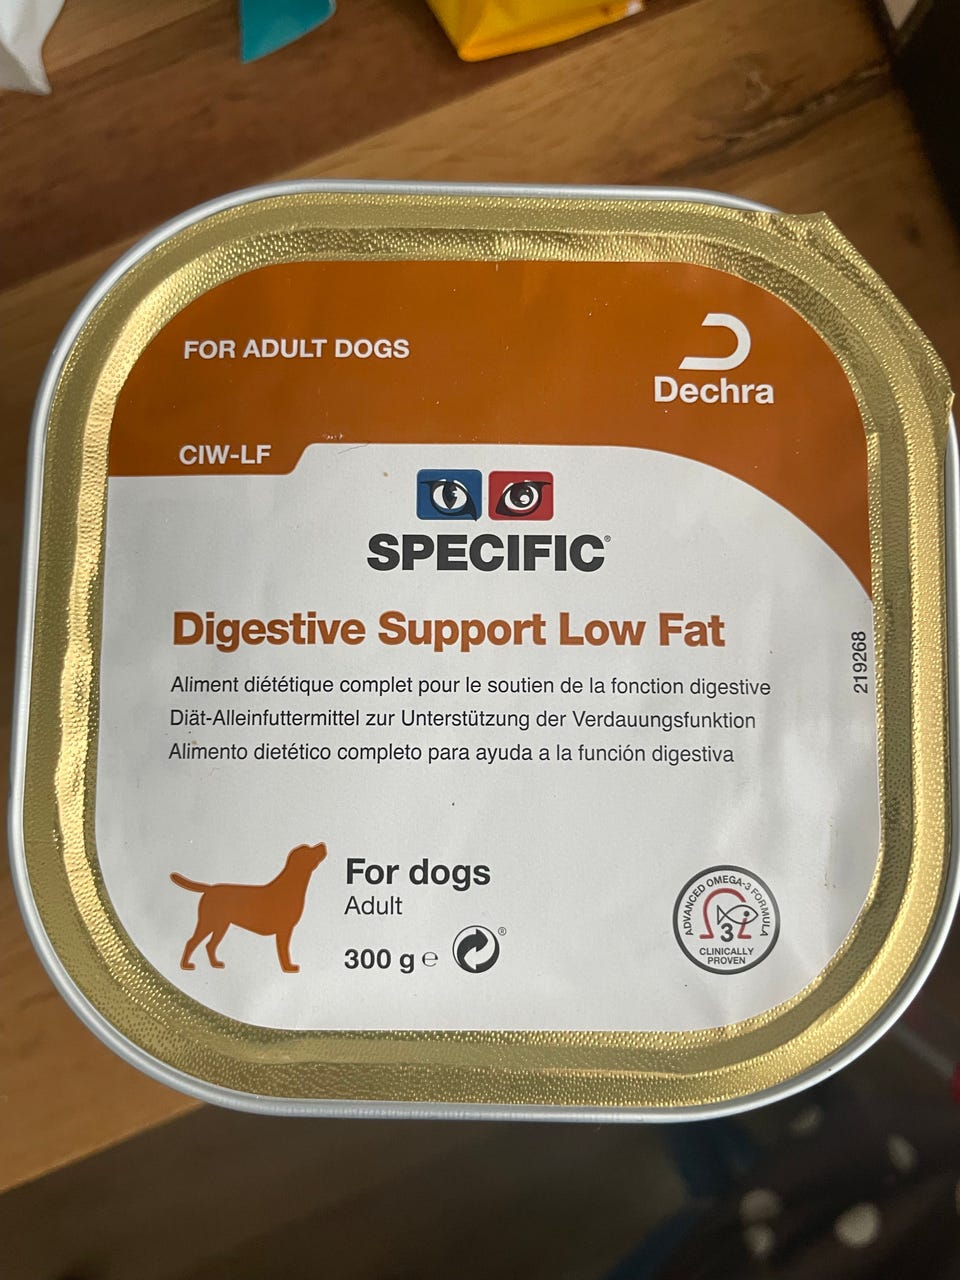 FOR ADULT DOGS
Dechra
CIW-LF
SPECIFIC®
Digestive Support Low Fat
Aliment diététique complet pour le soutien de la fonction digestive
Diät-Alleinfuttermittel zur Unterstützung der Verdauungsfunktion
Alimento dietético completo para ayuda a la función digestiva
219268
For dogs
Adult
300 g ℮ ®
ADVANCED OMEGA-3 FORMULA
3
CLINICALLY
PROVEN